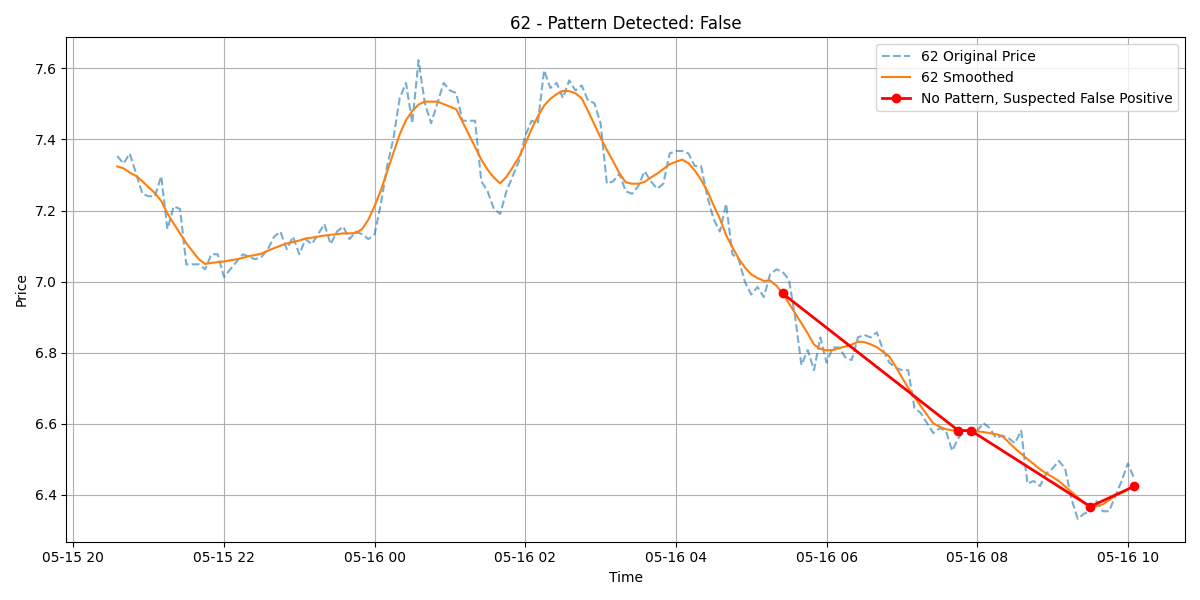 62 - Pattern Detected: False
62 Original Price
62 Smoothed
No Pattern, Suspected False Positive
Price
7.6
7.4
7.2
7.0
6.8
6.6
6.4
05-15 20 05-15 22 05-16 00 05-16 02 05-16 04 05-16 06 05-16 08 05-16 10
Time